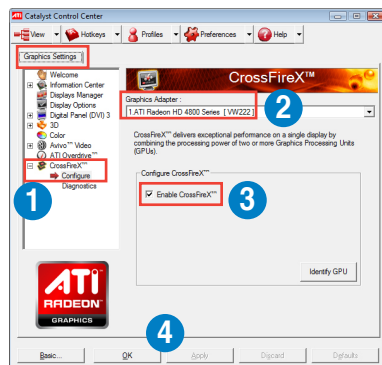 ATI Catalyst Control Center
View Hotkeys Profiles Preferences Help
Graphics Settings
Welcome
Information Center
Displays Manager
Display Options
Digital Panel (DVI) 3
3D
Color
Avivo™ Video
ATI Overdrive™
CrossFireX™
Configure
Diagnostics
1
CrossFireX™
Graphics Adapter :
1.ATI Radeon HD 4800 Series [ VW222 ]
2
CrossFireX™ delivers exceptional performance on a single display by
combining the processing power of two or more Graphics Processing Units
(GPUs).
Configure CrossFireX™
Enable CrossFireX™
3
Identify GPU
ATI
RADEON
GRAPHICS
4
Basic...
OK
Apply
Discard
Defaults